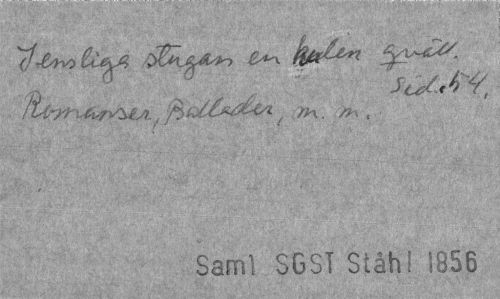 I ensliga stugan en kulen qväll.
Sid. 54.
Romanser, Ballader, m. m.
Saml SGST Ståhl 1856